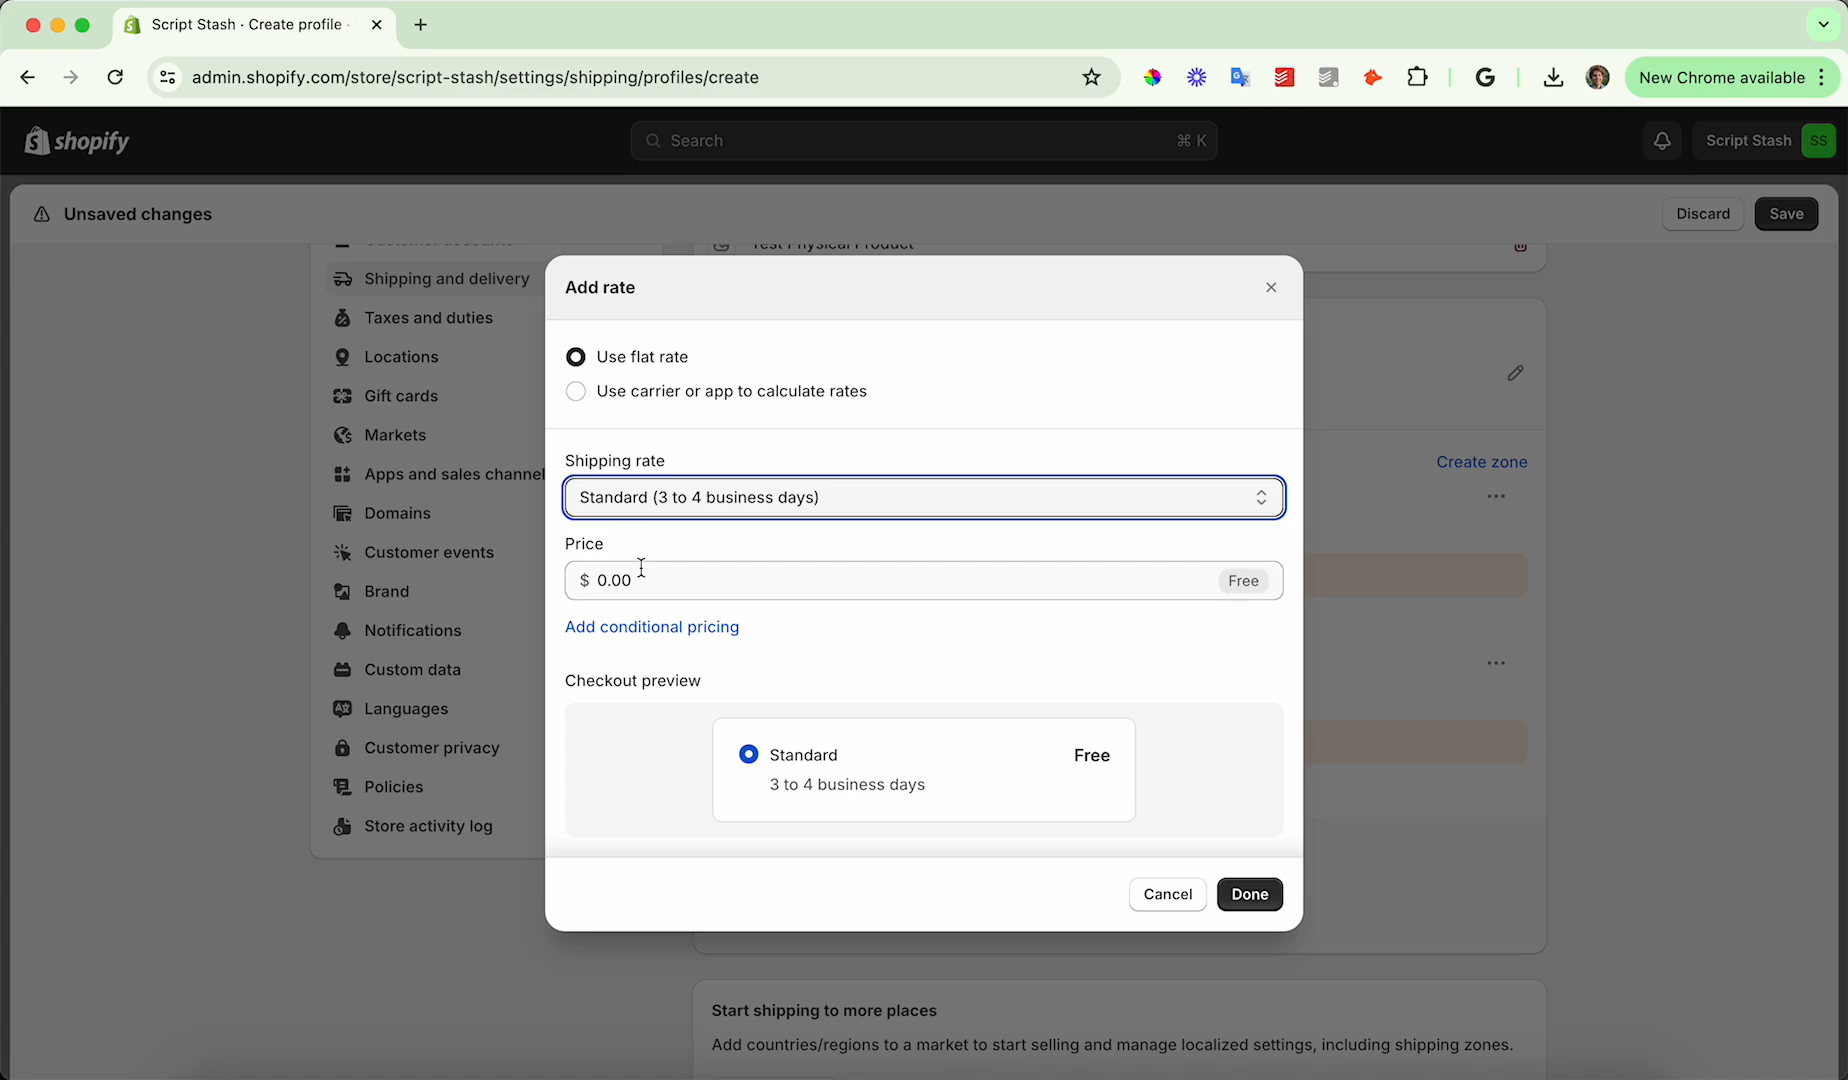 Script Stash · Create profile ·
admin.shopify.com/store/script-stash/settings/shipping/profiles/create
New Chrome available
shopify
Search
⌘ K
Script Stash
SS
Unsaved changes
Discard
Save
Customer accounts
Test Physical Product
Shipping and delivery
Taxes and duties
Locations
Gift cards
Markets
Apps and sales channel
Domains
Customer events
Brand
Notifications
Custom data
Languages
Customer privacy
Policies
Store activity log
Create zone
Add rate
Use flat rate
Use carrier or app to calculate rates
Shipping rate
Standard (3 to 4 business days)
Price
$ 0.00
Free
Add conditional pricing
Checkout preview
Standard
Free
3 to 4 business days
Cancel
Done
Start shipping to more places
Add countries/regions to a market to start selling and manage localized settings, including shipping zones.